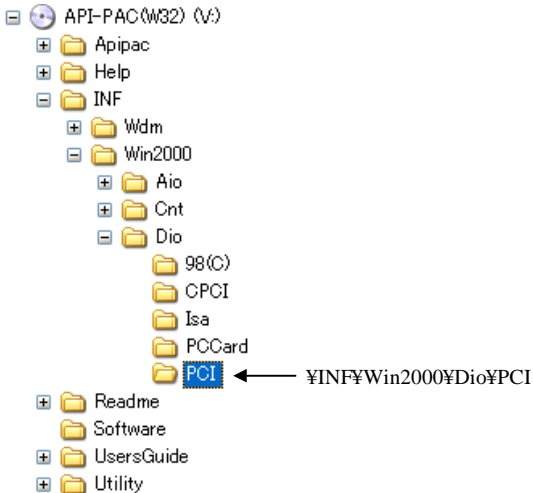 API-PAC(W32) (V:)
Apipac
Help
INF
Wdm
Win2000
Aio
Cnt
Dio
98(C)
CPCI
Isa
PCCard
PCI ¥INF¥Win2000¥Dio¥PCI
Readme
Software
UsersGuide
Utility